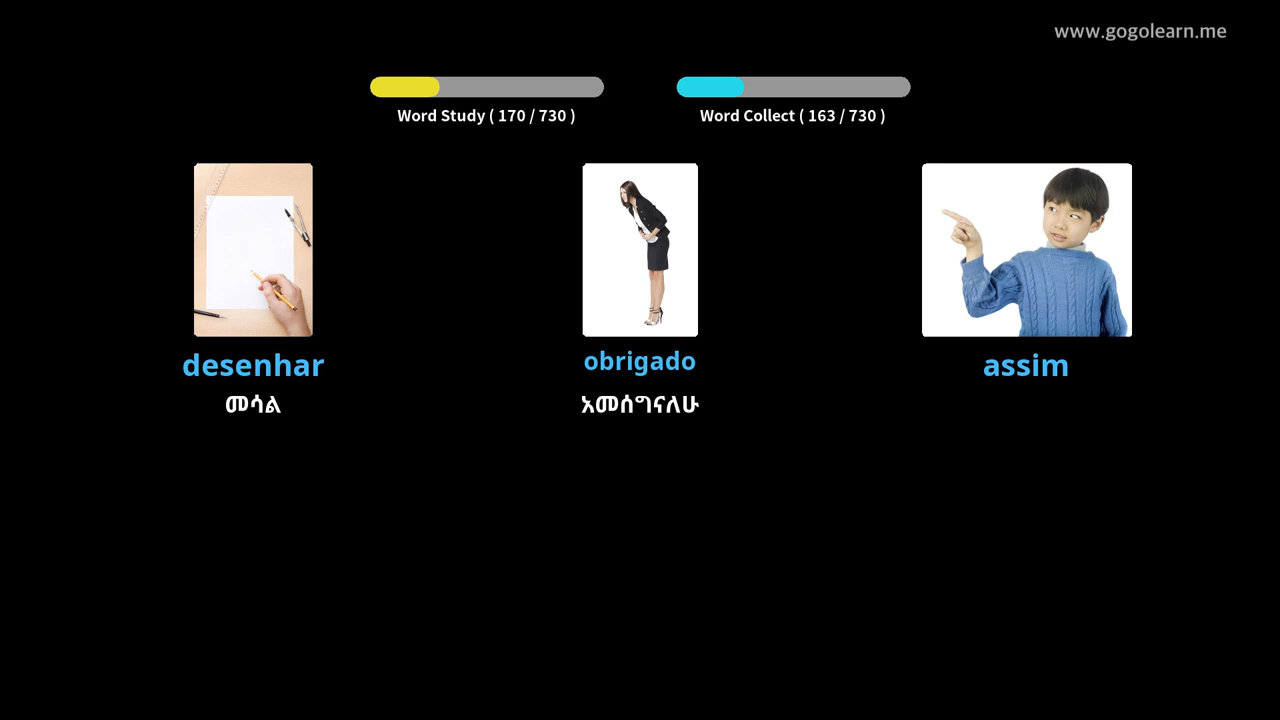 www.gogolearn.me
Word Study ( 170 / 730 )
Word Collect ( 163 / 730 )
desenhar
መሳል
obrigado
አመሰግናለሁ
assim